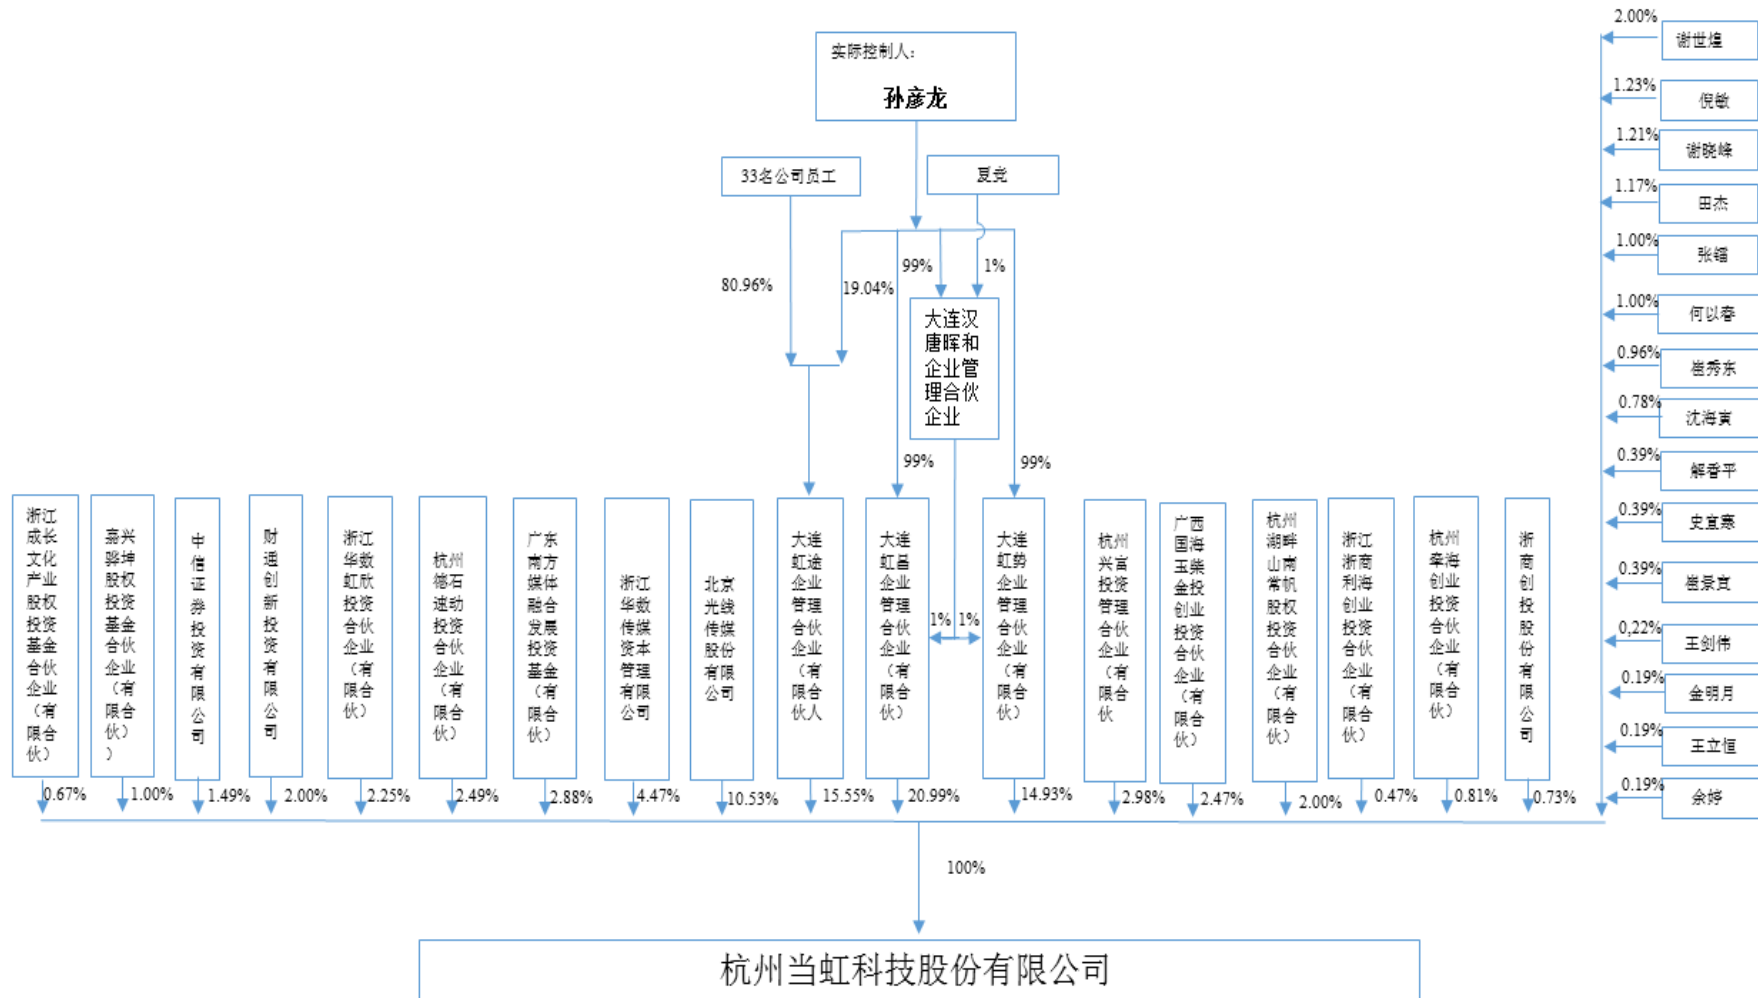 实际控制人：
孙彦龙
33名公司员工
夏党
80.96%
19.04%
99%
1%
大连汉
唐晖和
企业管
理合伙
企业
99%
99%
1%
1%
浙江
成长
文化
产业
股权
投资
基金
合伙
企业
（有
限合
伙）
嘉兴
骅坤
股权
投资
基金
合伙
企业
（有
限合
伙）
）
中信证券投资有限公司
财通创新投资有限公司
浙江
华数
虹欣
投资
合伙
企业
（有
限合
伙）
杭州
德石
速动
投资
合伙
企业
（有
限合
伙）
广东
南方
媒体
融合
发展
投资
基金
（有
限合
伙）
浙江
华数
传媒
资本
管理
有限
公司
北京
光线
传媒
股份
有限
公司
大连
虹途
企业
管理
合伙
企业
（有
限合
伙人
大连
虹昌
企业
管理
合伙
企业
（有
限合
伙）
大连
虹势
企业
管理
合伙
企业
（有
限合
伙）
杭州
兴富
投资
管理
合伙
企业
（有
限合
伙
广西
国海
玉柴
金投
创业
投资
合伙
企业
（有
限合
伙）
杭州
湖畔
山南
常帆
股权
投资
合伙
企业
（有
限合
伙）
浙江
浙商
利海
创业
投资
合伙
企业
（有
限合
伙）
杭州
牵海
创业
投资
合伙
企业
（有
限合
伙）
浙商创投股份有限公司
0.67%
1.00%
1.49%
2.00%
2.25%
2.49%
2.88%
4.47%
10.53%
15.55%
20.99%
14.93%
2.98%
2.47%
2.00%
0.47%
0.81%
0.73%
2.00%
谢世煌
1.23%
倪敏
1.21%
谢晓峰
1.17%
田杰
1.00%
张镭
1.00%
何以春
0.96%
崔秀东
0.78%
沈海寅
0.39%
解香平
0.39%
史宜寒
0.39%
崔景宜
0.22%
王剑伟
0.19%
金明月
0.19%
王立恒
0.19%
余婷
100%
杭州当虹科技股份有限公司